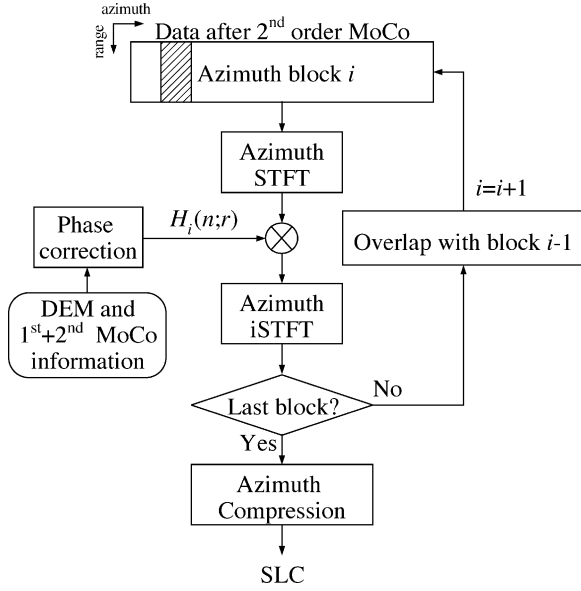 azimuth
range
Data after 2nd order MoCo
Azimuth block i
Azimuth
STFT
i=i+1
Phase
correction
Hi(n;r)
Overlap with block i-1
DEM and
1st+2nd MoCo
information
Azimuth
iSTFT
Last block?
No
Yes
Azimuth
Compression
SLC